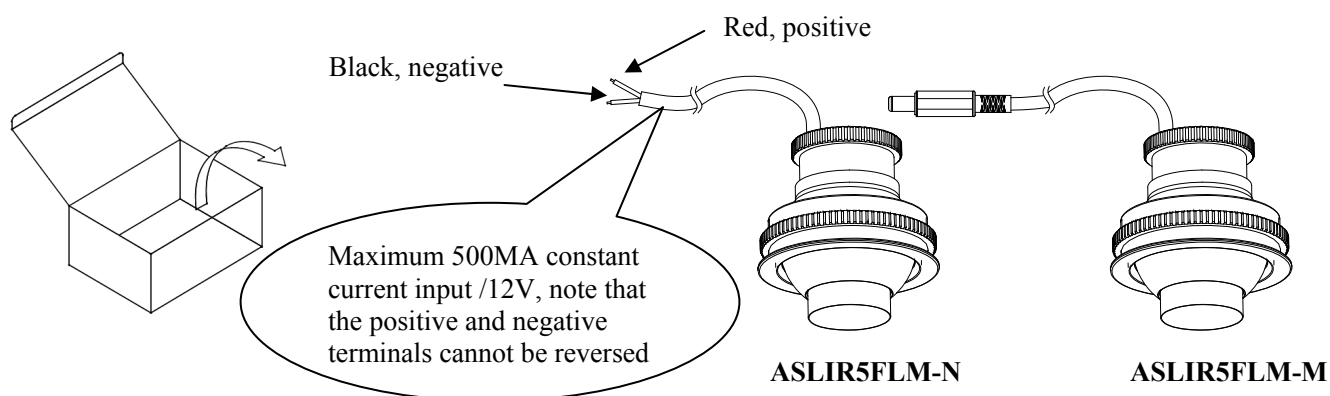 Red, positive
Black, negative
Maximum 500MA constant
current input /12V, note that
the positive and negative
terminals cannot be reversed
ASLIR5FLM-N
ASLIR5FLM-M